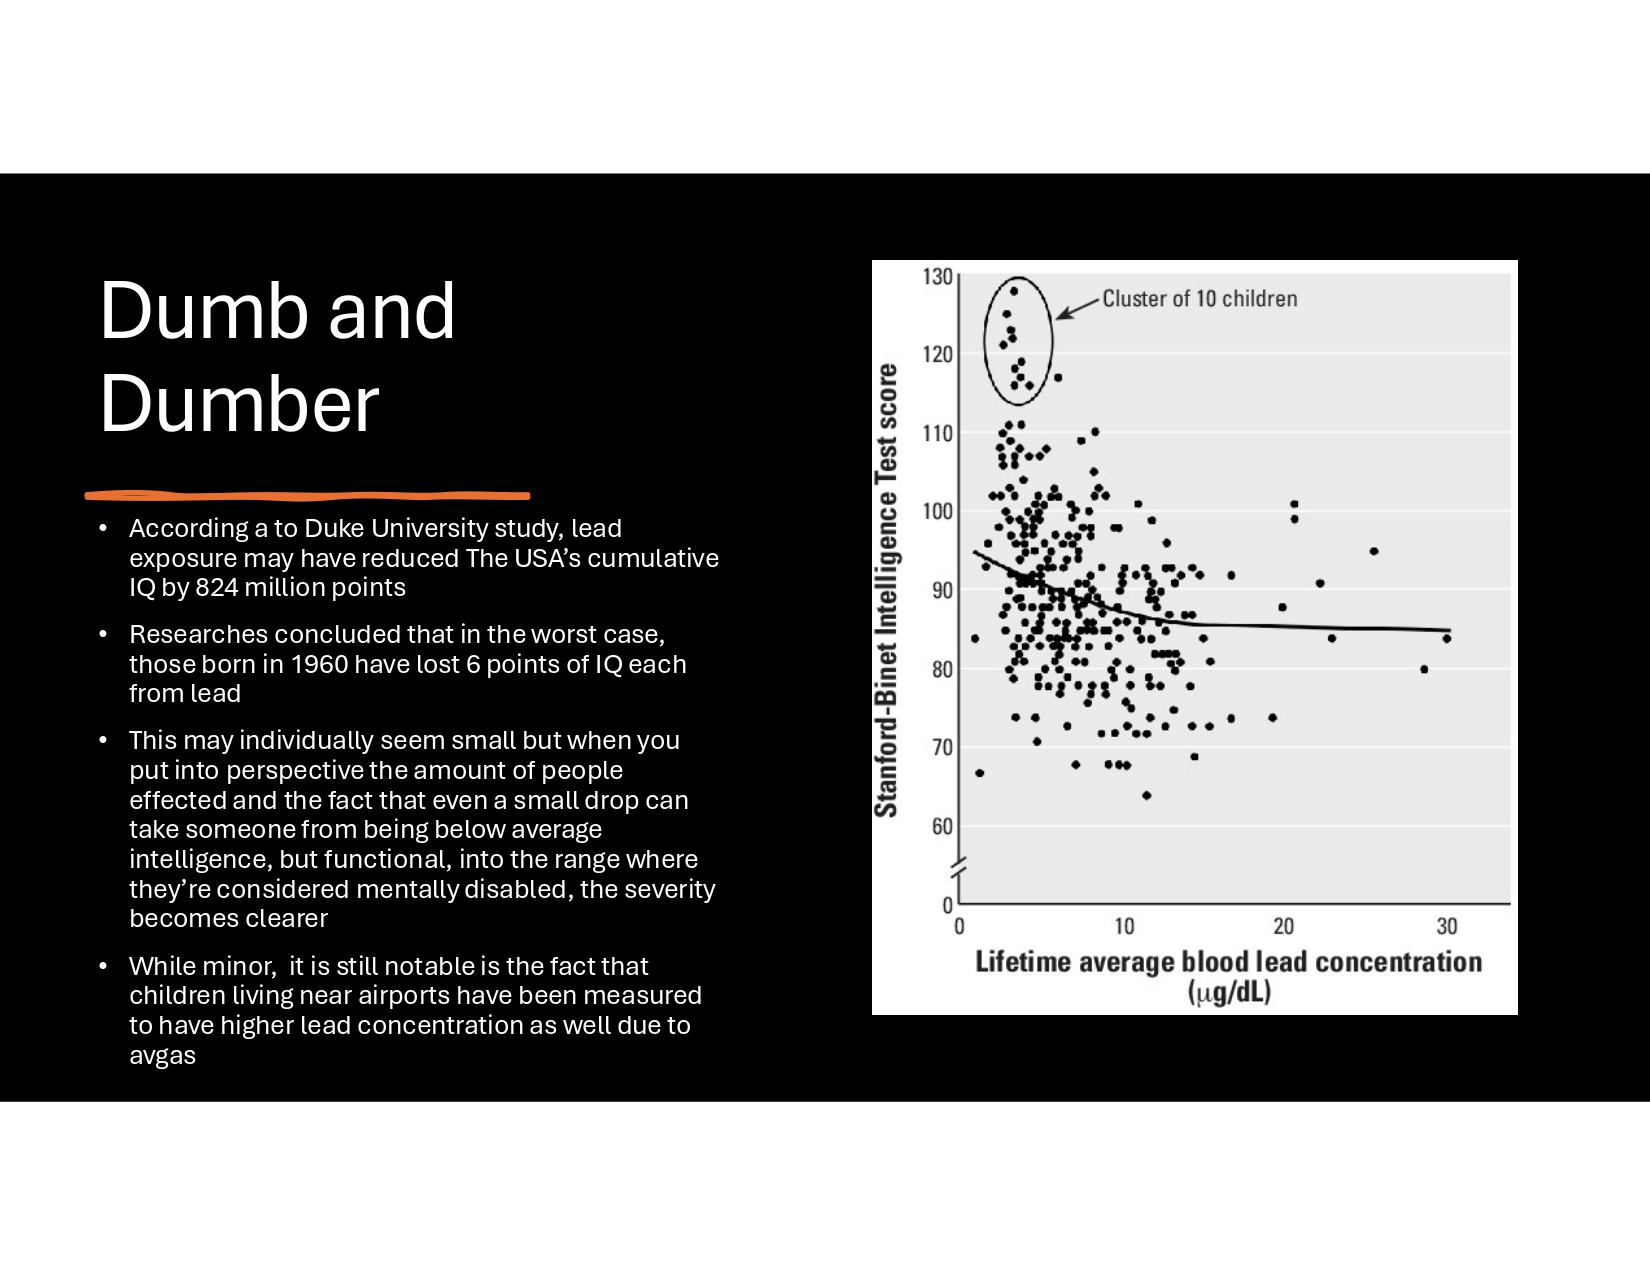 Dumb and
Dumber
• According a to Duke University study, lead
exposure may have reduced The USA's cumulative
IQ by 824 million points
• Researches concluded that in the worst case,
those born in 1960 have lost 6 points of IQ each
from lead
• This may individually seem small but when you
put into perspective the amount of people
effected and the fact that even a small drop can
take someone from being below average
intelligence, but functional, into the range where
they're considered mentally disabled, the severity
becomes clearer
• While minor,  it is still notable is the fact that
children living near airports have been measured
to have higher lead concentration as well due to
avgas
Stanford-Binet Intelligence Test score
130
120
110
100
90
80
70
60
0
Cluster of 10 children
0 10 20 30
Lifetime average blood lead concentration
(μg/dL)